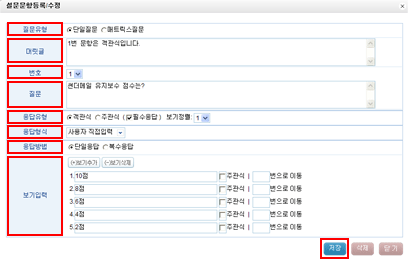 설문문항등록/수정
질문유형 단일질문 매트릭스질문
머릿글 1번 문항은 객관식입니다.
번호 1
질문 센더메일 유지보수 점수는?
응답유형 객관식 주관식 ( 필수응답 ) 보기정렬 1
응답형식 사용자 직접입력
응답방법 단일응답 복수응답
보기입력 (+)보기추가 (-)보기삭제
1.10점 주관식 | 번으로 이동
2.8점 주관식 | 번으로 이동
3.6점 주관식 | 번으로 이동
4.4점 주관식 | 번으로 이동
5.2점 주관식 | 번으로 이동
저장 삭제 닫기